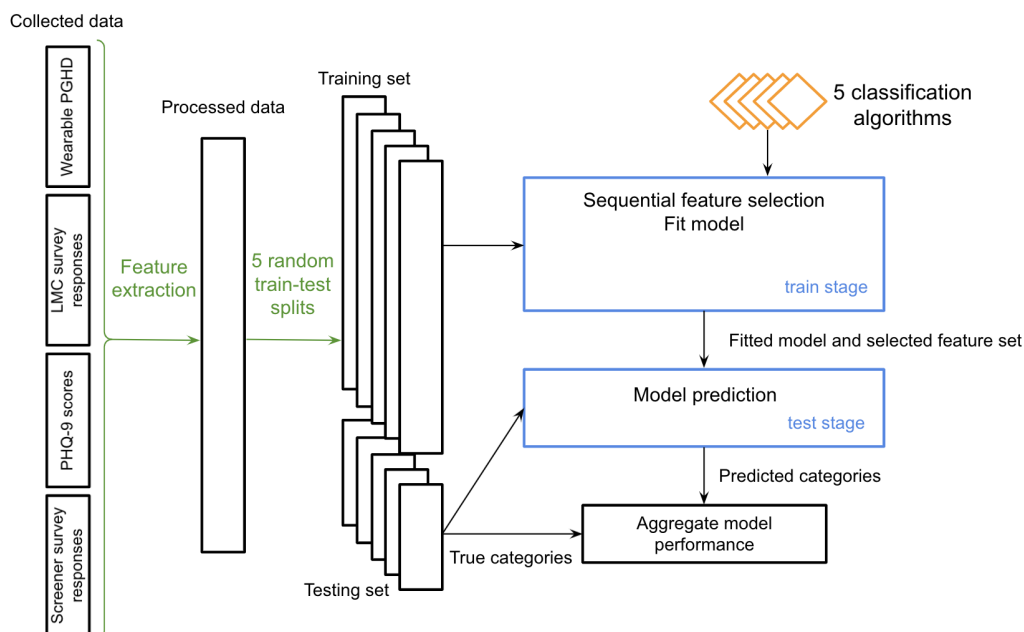 Collected data
Wearable PGHD
LMC survey
responses
PHQ-9 scores
Screener survey
responses
Feature
extraction
Processed data
5 random
train-test
splits
Training set
Testing set
5 classification
algorithms
Sequential feature selection
Fit model
train stage
Fitted model and selected feature set
Model prediction
test stage
Predicted categories
True categories
Aggregate model
performance